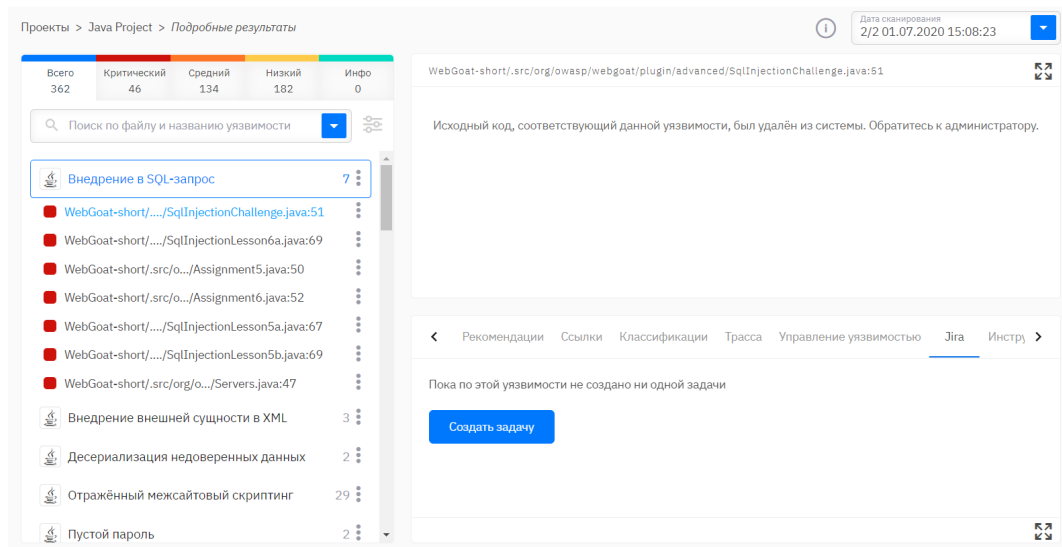 Проекты > Java Project > Подробные результаты
Дата сканирования
2/2 01.07.2020 15:08:23
Всего Критический Средний Низкий Инфо
362 46 134 182 0
Поиск по файлу и названию уязвимости
Внедрение в SQL-запрос 7
WebGoat-short/..../SqlInjectionChallenge.java:51
WebGoat-short/..../SqlInjectionLesson6a.java:69
WebGoat-short/.src/o.../Assignment5.java:50
WebGoat-short/.src/o.../Assignment6.java:52
WebGoat-short/..../SqlInjectionLesson5a.java:67
WebGoat-short/..../SqlInjectionLesson5b.java:69
WebGoat-short/.src/org/o.../Servers.java:47
Внедрение внешней сущности в XML 3
Десериализация недоверенных данных 2
Отражённый межсайтовый скриптинг 29
Пустой пароль 2
WebGoat-short/.src/org/owasp/webgoat/plugin/advanced/SqlInjectionChallenge.java:51
Исходный код, соответствующий данной уязвимости, был удалён из системы. Обратитесь к администратору.
Рекомендации Ссылки Классификации Трасса Управление уязвимостью Jira Инстру
Пока по этой уязвимости не создано ни одной задачи
Создать задачу